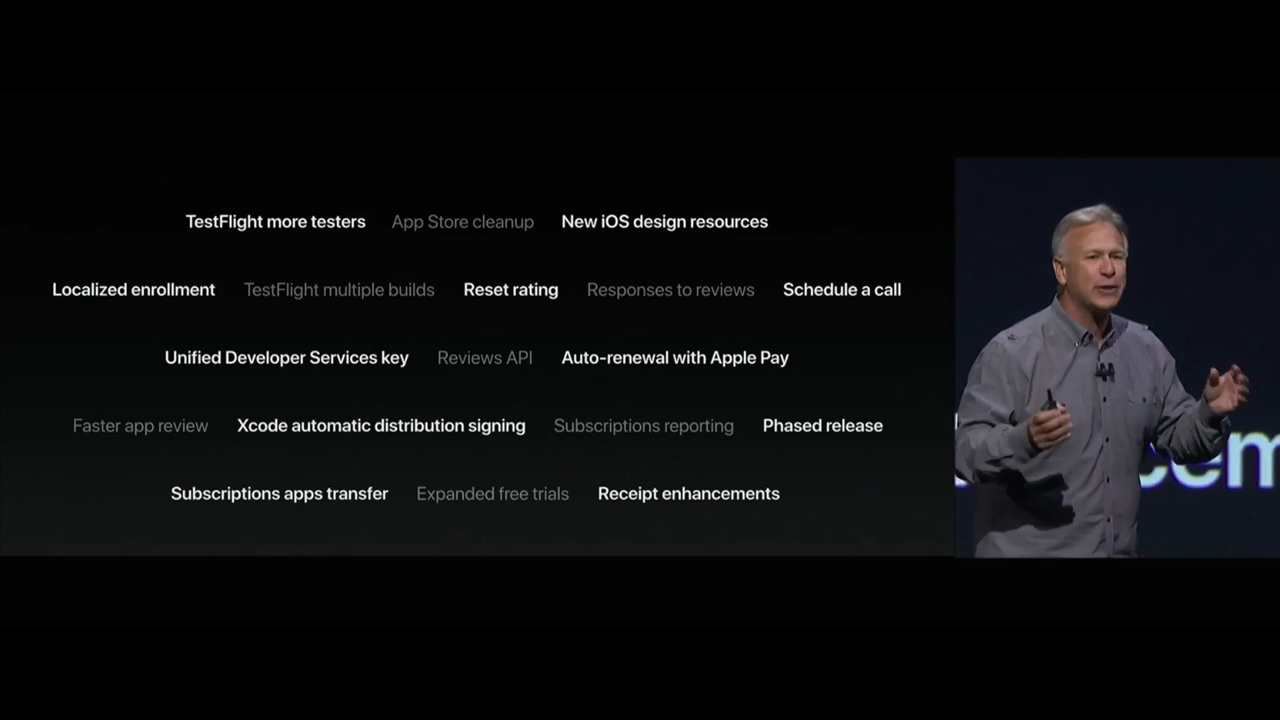 TestFlight more testers App Store cleanup New iOS design resources
Localized enrollment TestFlight multiple builds Reset rating Responses to reviews Schedule a call
Unified Developer Services key Reviews API Auto-renewal with Apple Pay
Faster app review Xcode automatic distribution signing Subscriptions reporting Phased release
Subscriptions apps transfer Expanded free trials Receipt enhancements